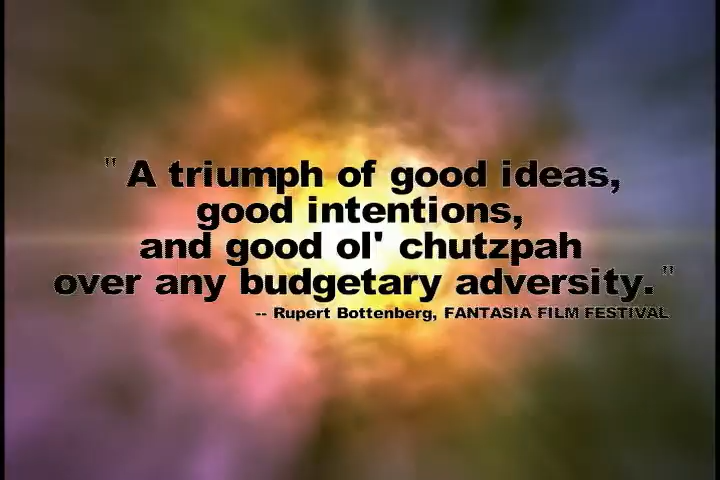 " A triumph of good ideas,
good intentions,
and good ol' chutzpah
over any budgetary adversity. "
-- Rupert Bottenberg, FANTASIA FILM FESTIVAL